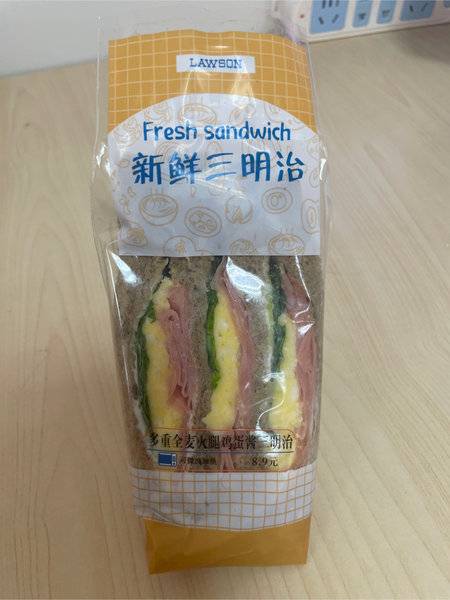 LAWSON
Fresh sandwich
新鲜三明治
多重全麦火腿鸡蛋酱三明治
8.9元